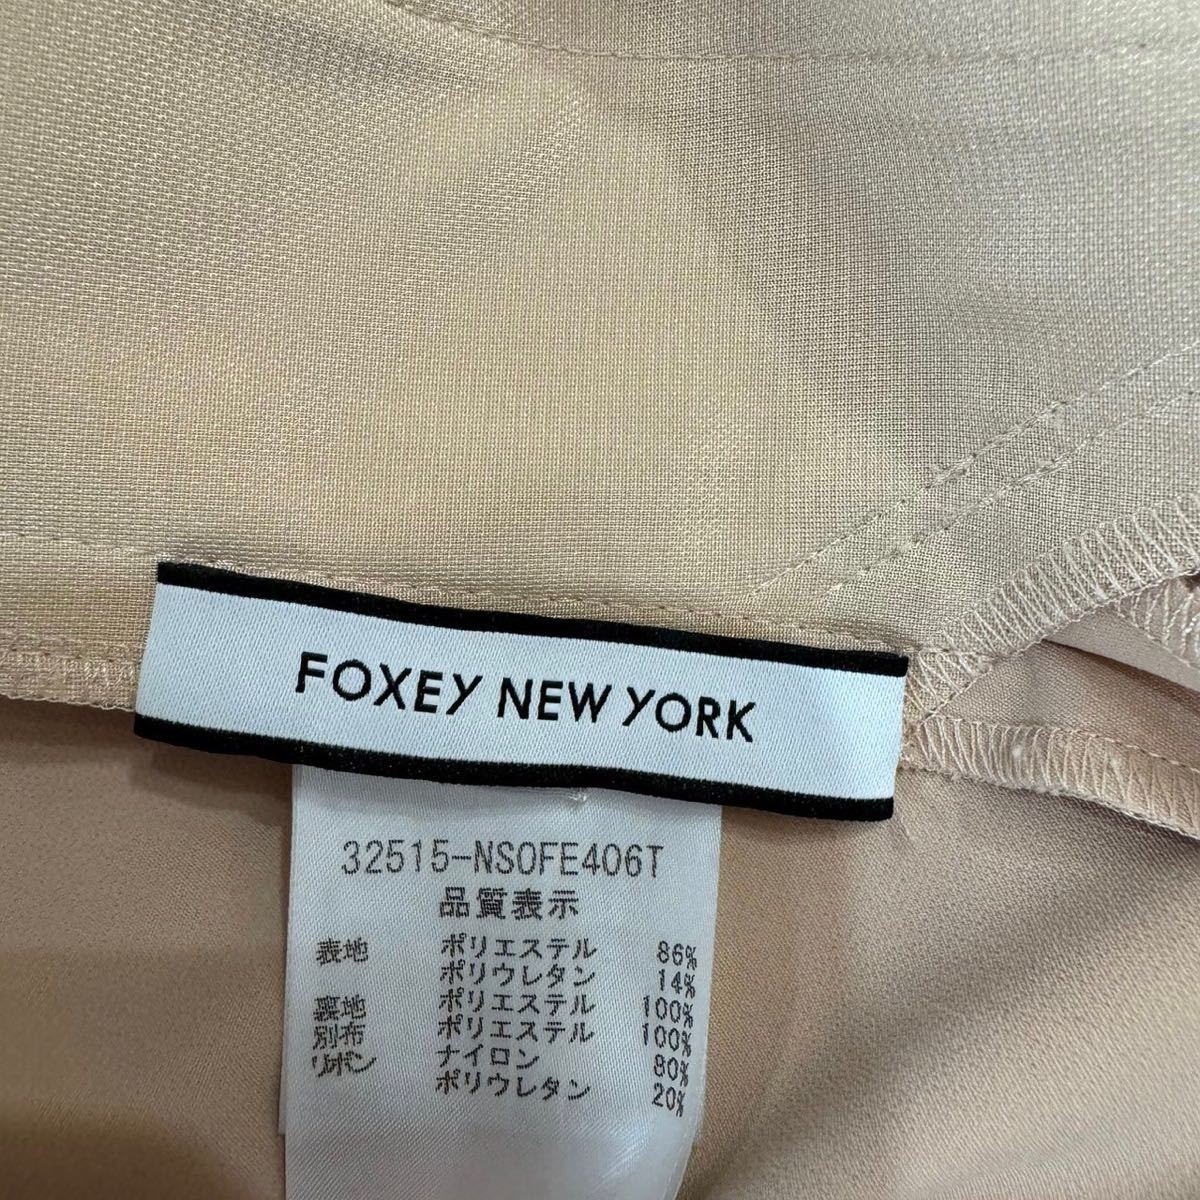 FOXEY NEW YORK
32515-NSOFE406T
品質表示
表地 ポリエステル 86%
ポリウレタン 14%
裏地 ポリエステル 100%
別布 ポリエステル 100%
リボン ナイロン 80%
ポリウレタン 20%